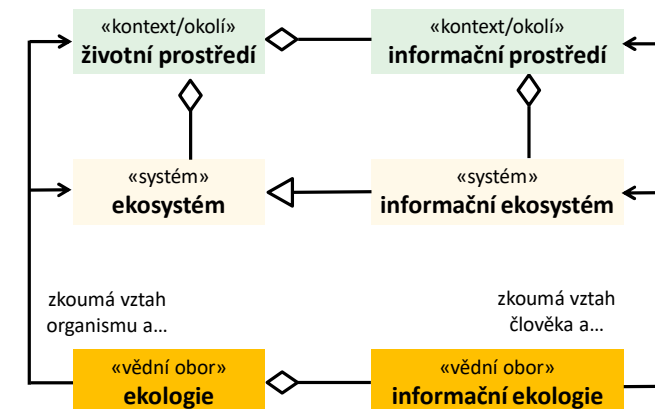 «kontext/okolí»
životní prostředí
«kontext/okolí»
informační prostředí
«systém»
ekosystém
«systém»
informační ekosystém
zkoumá vztah
organismu a...
zkoumá vztah
člověka a...
«vědní obor»
ekologie
«vědní obor»
informační ekologie